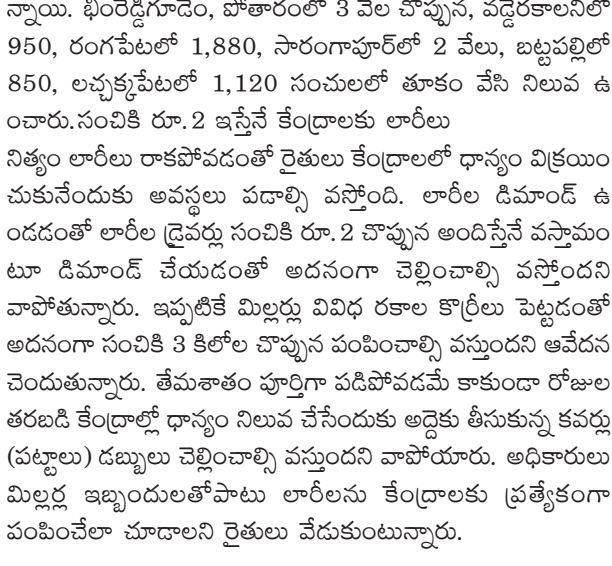 న్నాయి. భీంరెడ్డిగూడెం, పోతారంలో 3 వేల చొప్పున, వడ్డెరకాలనీలో
950, రంగపేటలో 1,880, సారంగాపూర్‌లో 2 వేలు, బట్టపల్లిలో
850, లచ్చక్కపేటలో 1,120 సంచులలో తూకం వేసి నిలువ ఉ
ంచారు.సంచికి రూ.2 ఇస్తేనే కేంద్రాలకు లారీలు
నిత్యం లారీలు రాకపోవడంతో రైతులు కేంద్రాలలో ధాన్యం విక్రయిం
చుకునేందుకు అవస్థలు పడాల్సి వస్తోంది. లారీల డిమాండ్ ఉ
ండడంతో లారీల డ్రైవర్లు సంచికి రూ.2 చొప్పున అందిస్తేనే వస్తామం
టూ డిమాండ్ చేయడంతో అదనంగా చెల్లించాల్సి వస్తోందని
వాపోతున్నారు. ఇప్పటికే మిల్లర్లు వివిధ రకాల కొర్రీలు పెట్టడంతో
అదనంగా సంచికి 3 కిలోల చొప్పున పంపించాల్సి వస్తుందని ఆవేదన
చెందుతున్నారు. తేమశాతం పూర్తిగా పడిపోవడమే కాకుండా రోజుల
తరబడి కేంద్రాల్లో ధాన్యం నిలువ చేసేందుకు అద్దెకు తీసుకున్న కవర్లు
(పట్టాలు) డబ్బులు చెల్లించాల్సి వస్తుందని వాపోయారు. అధికారులు
మిల్లర్ల ఇబ్బందులతోపాటు లారీలను కేంద్రాలకు ప్రత్యేకంగా
పంపించేలా చూడాలని రైతులు వేడుకుంటున్నారు.